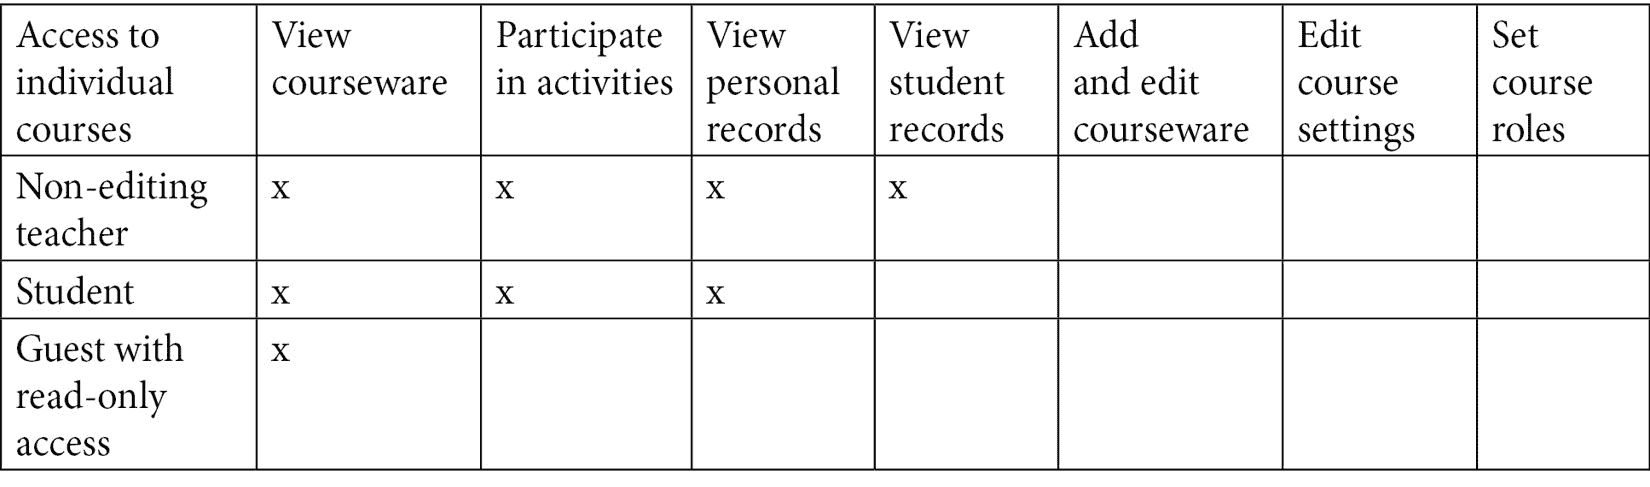 Access to individual courses | View courseware | Participate in activities | View personal records | View student records | Add and edit courseware | Edit course settings | Set course roles
Non-editing teacher | x | x | x | x | | | |
Student | x | x | x | | | | |
Guest with read-only access | x | | | | | | |